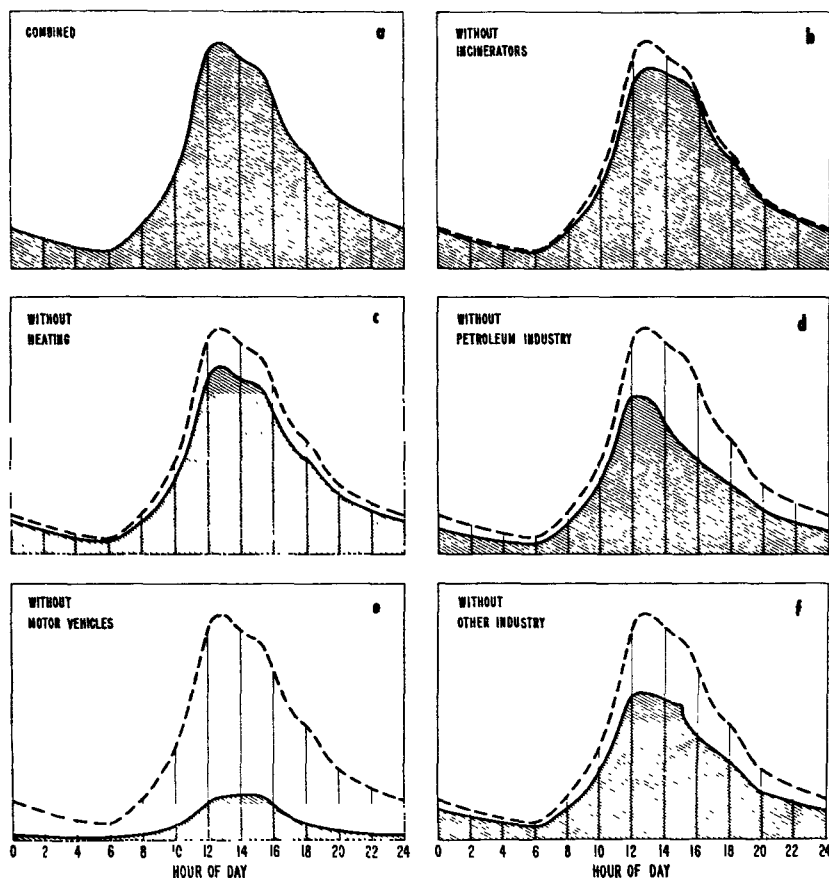 COMBINED
a
WITHOUT
INCINERATORS
b
WITHOUT
HEATING
c
WITHOUT
PETROLEUM INDUSTRY
d
WITHOUT
MOTOR VEHICLES
e
WITHOUT
OTHER INDUSTRY
f
0 2 4 6 8 10 12 14 16 18 20 22 24
HOUR OF DAY
0 2 4 6 8 10 12 14 16 18 20 22 24
HOUR OF DAY